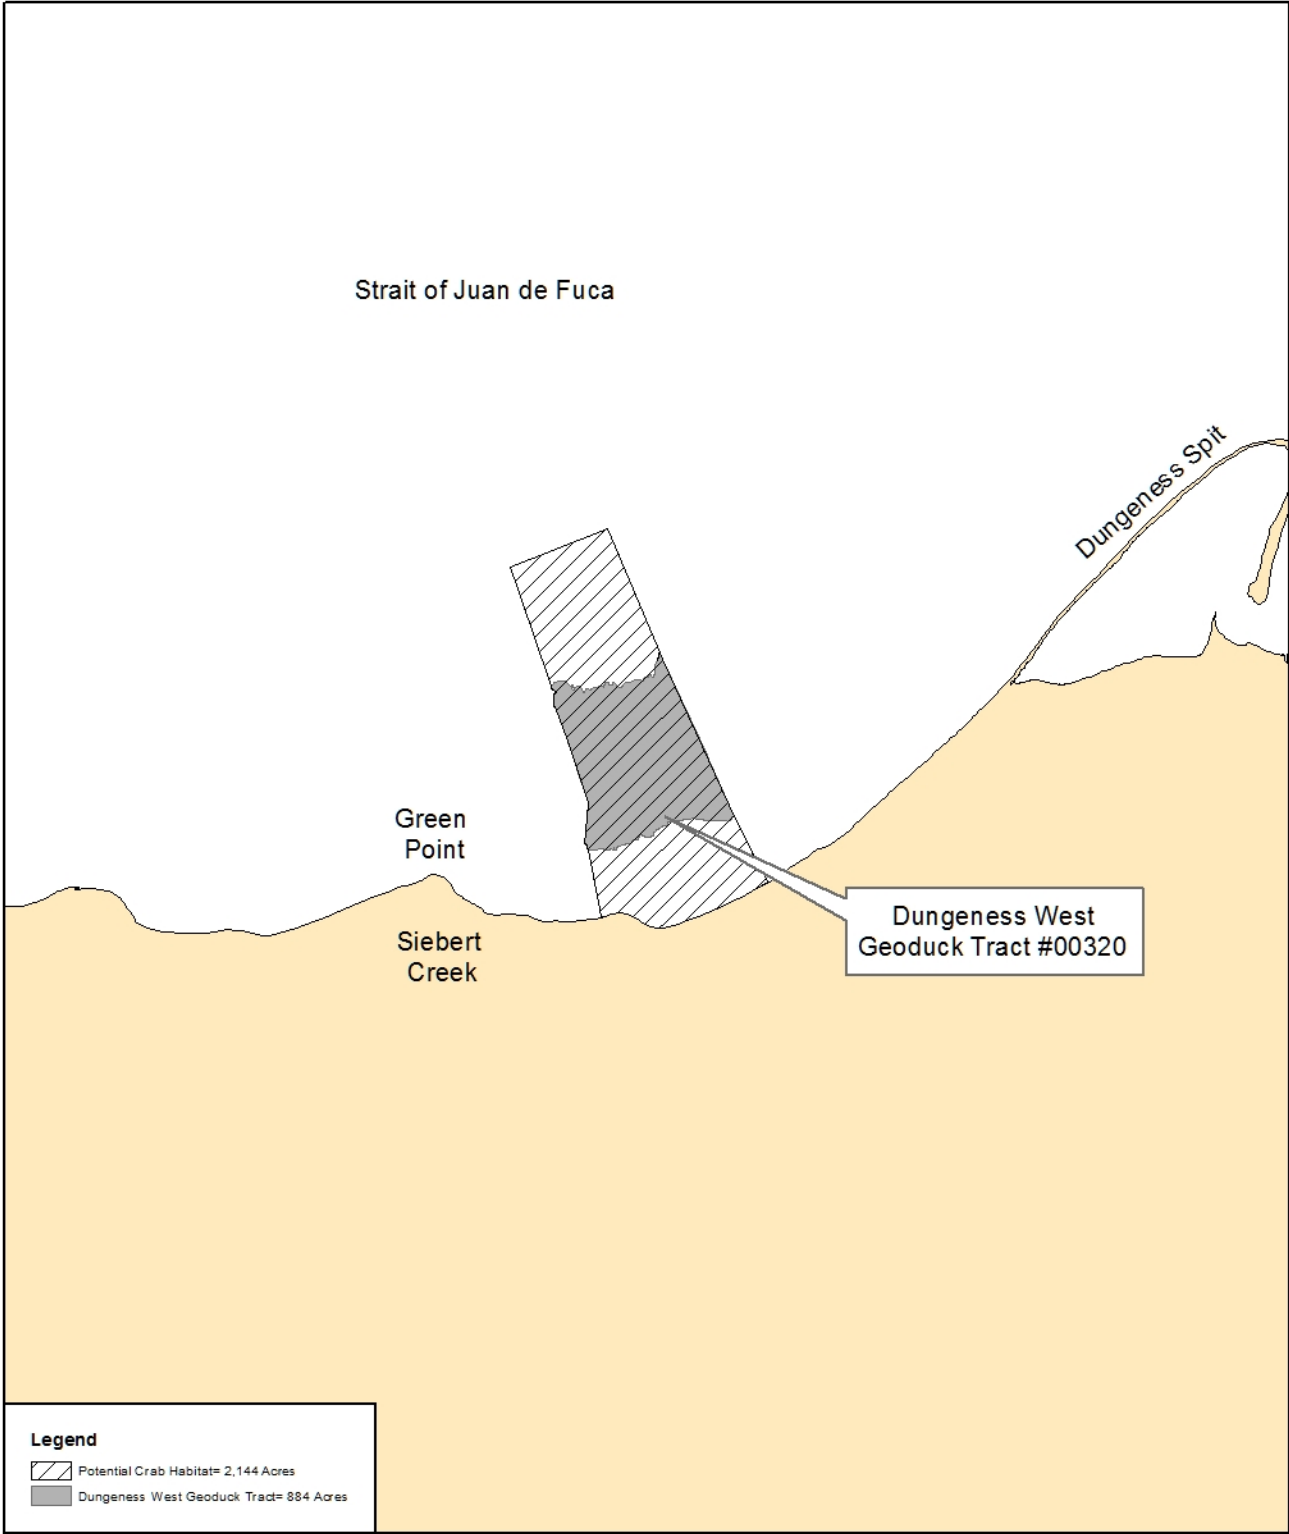 Strait of Juan de Fuca
Dungeness Spit
Green
Point
Siebert
Creek
Dungeness West
Geoduck Tract #00320
Legend
Potential Crab Habitat= 2,144 Acres
Dungeness West Geoduck Tract= 884 Acres